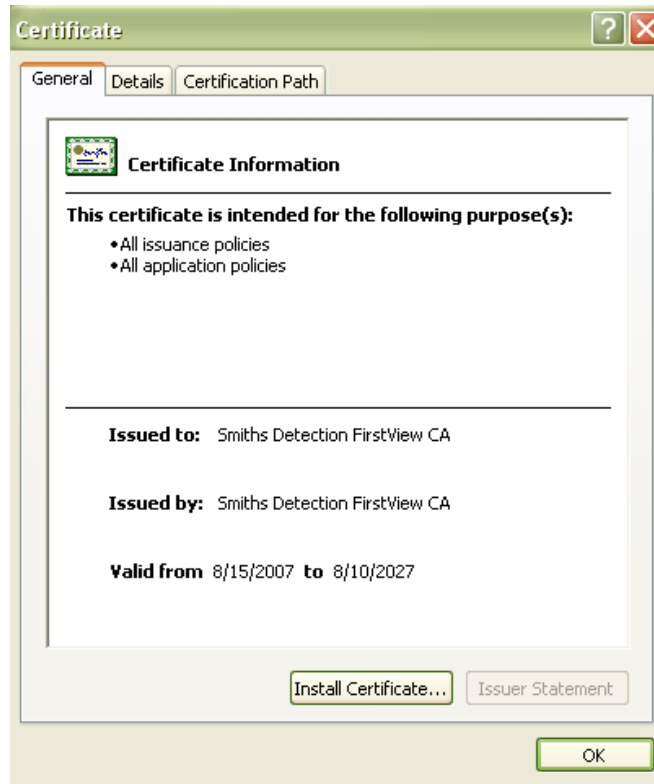 Certificate
General Details Certification Path
Certificate Information
This certificate is intended for the following purpose(s):
•All issuance policies
•All application policies
Issued to: Smiths Detection FirstView CA
Issued by: Smiths Detection FirstView CA
Valid from 8/15/2007 to 8/10/2027
Install Certificate... Issuer Statement
OK